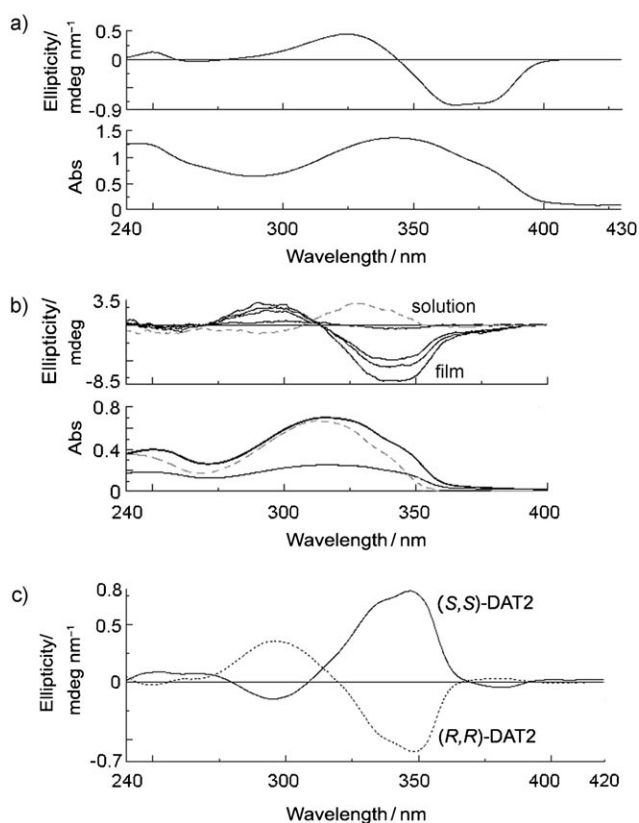 a)
Ellipticity/
mdeg nm⁻¹
0.5
0
-0.9
Abs
1.5
1.0
0.5
0
240 300 350 400 430
Wavelength / nm
b)
Ellipticity/
mdeg
3.5
-8.5
solution
film
Abs
0.8
0.4
0
240 300 350 400
Wavelength / nm
c)
Ellipticity/
mdeg nm⁻¹
0.8
0.5
0
-0.7
(S,S)-DAT2
(R,R)-DAT2
240 300 350 420
Wavelength / nm